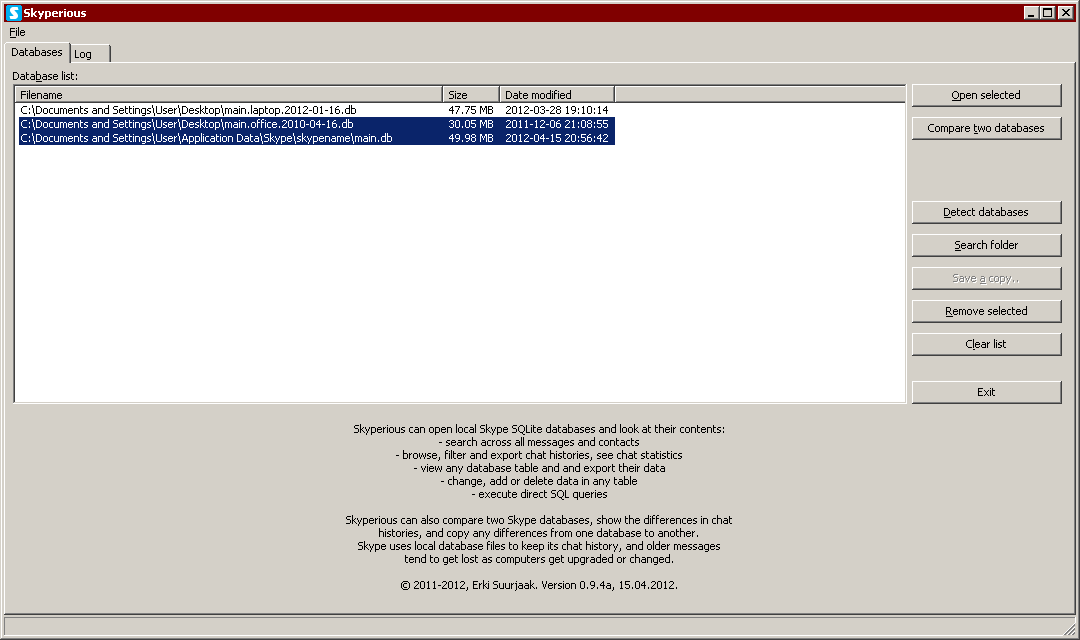 Skyperious
File
Databases
Log
Database list:
Filename Size Date modified
C:\Documents and Settings\User\Desktop\main.laptop.2012-01-16.db 47.75 MB 2012-03-28 19:10:14
C:\Documents and Settings\User\Desktop\main.office.2010-04-16.db 30.05 MB 2011-12-06 21:08:55
C:\Documents and Settings\User\Application Data\Skype\skypename\main.db 49.98 MB 2012-04-15 20:56:42
Open selected
Compare two databases
Detect databases
Search folder
Save a copy..
Remove selected
Clear list
Exit
Skyperious can open local Skype SQLite databases and look at their contents:
- search across all messages and contacts
- browse, filter and export chat histories, see chat statistics
- view any database table and and export their data
- change, add or delete data in any table
- execute direct SQL queries
Skyperious can also compare two Skype databases, show the differences in chat
histories, and copy any differences from one database to another.
Skype uses local database files to keep its chat history, and older messages
tend to get lost as computers get upgraded or changed.
© 2011-2012, Erki Suurjaak. Version 0.9.4a, 15.04.2012.